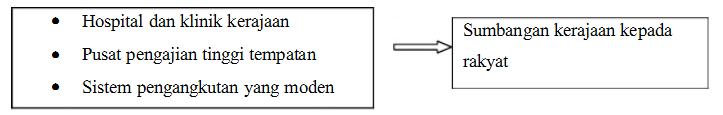 • Hospital dan klinik kerajaan
• Pusat pengajian tinggi tempatan
• Sistem pengangkutan yang moden
Sumbangan kerajaan kepada
rakyat